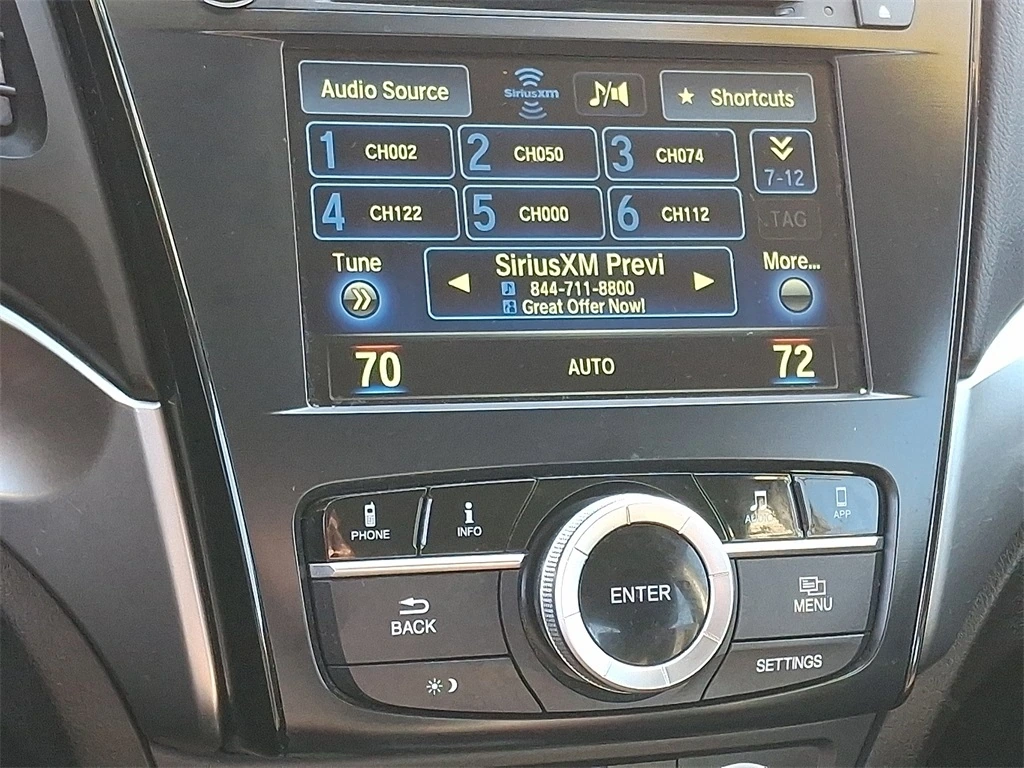 Audio Source
SiriusXM
Shortcuts
1 CH002
2 CH050
3 CH074
7-12
4 CH122
5 CH000
6 CH112
TAG
Tune
SiriusXM Previ
844-711-8800
Great Offer Now!
More...
70
AUTO
72
PHONE
INFO
AUDIO
APP
ENTER
BACK
MENU
SETTINGS